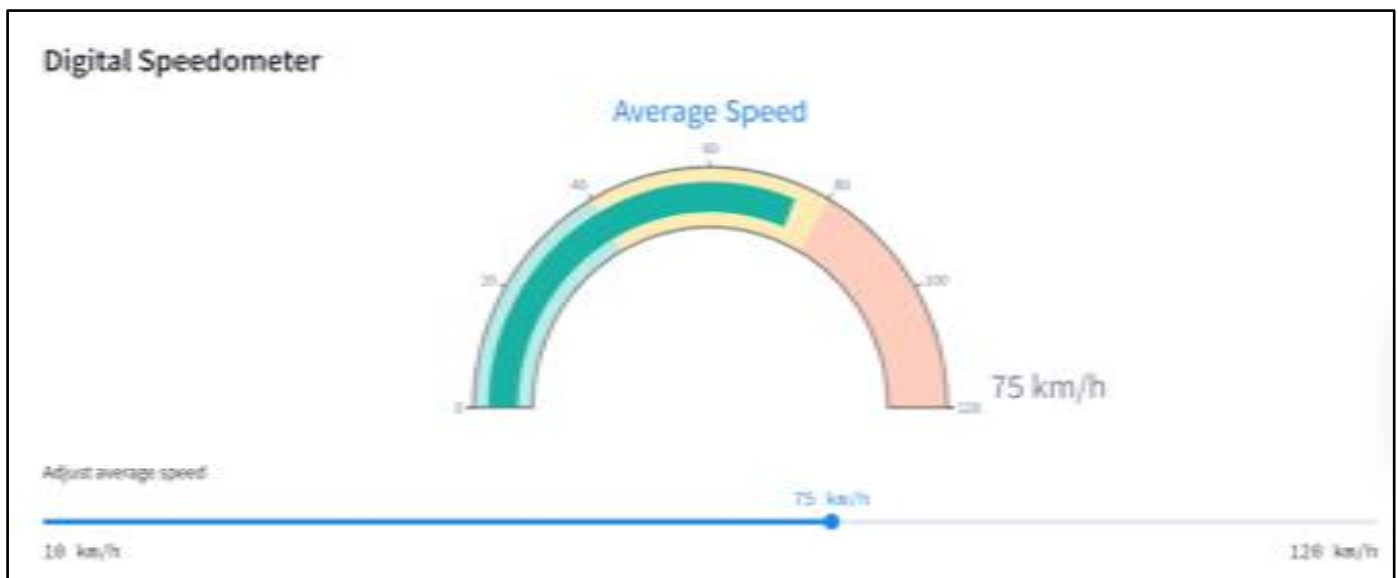 Digital Speedometer
Average Speed
60
40
80
20
100
0
120
75 km/h
Adjust average speed
75 km/h
10 km/h
120 km/h